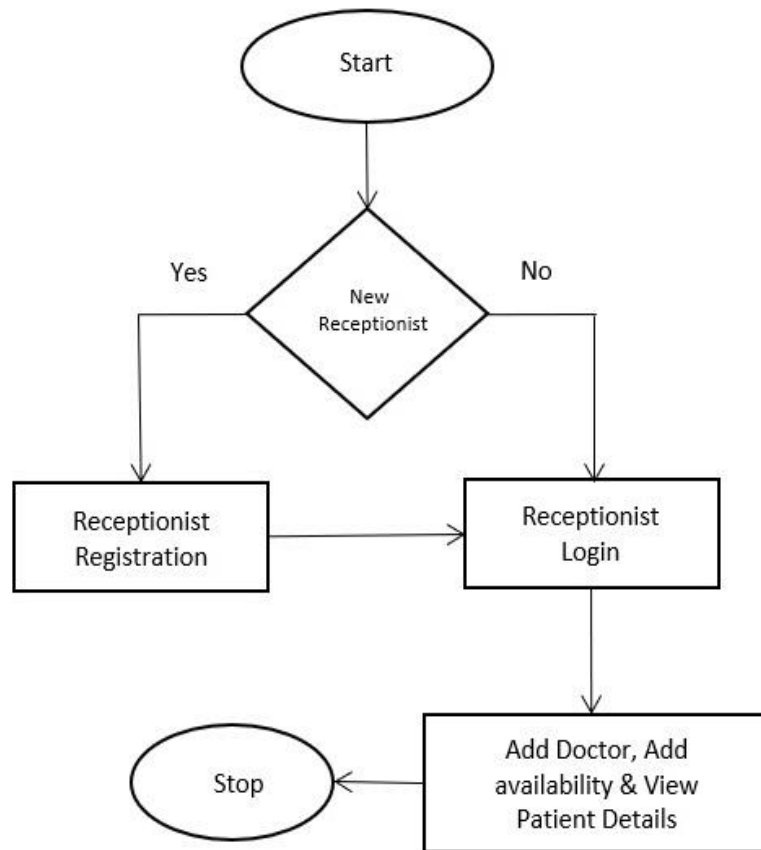 Start
Yes
No
New
Receptionist
Receptionist
Registration
Receptionist
Login
Add Doctor, Add
availability & View
Patient Details
Stop